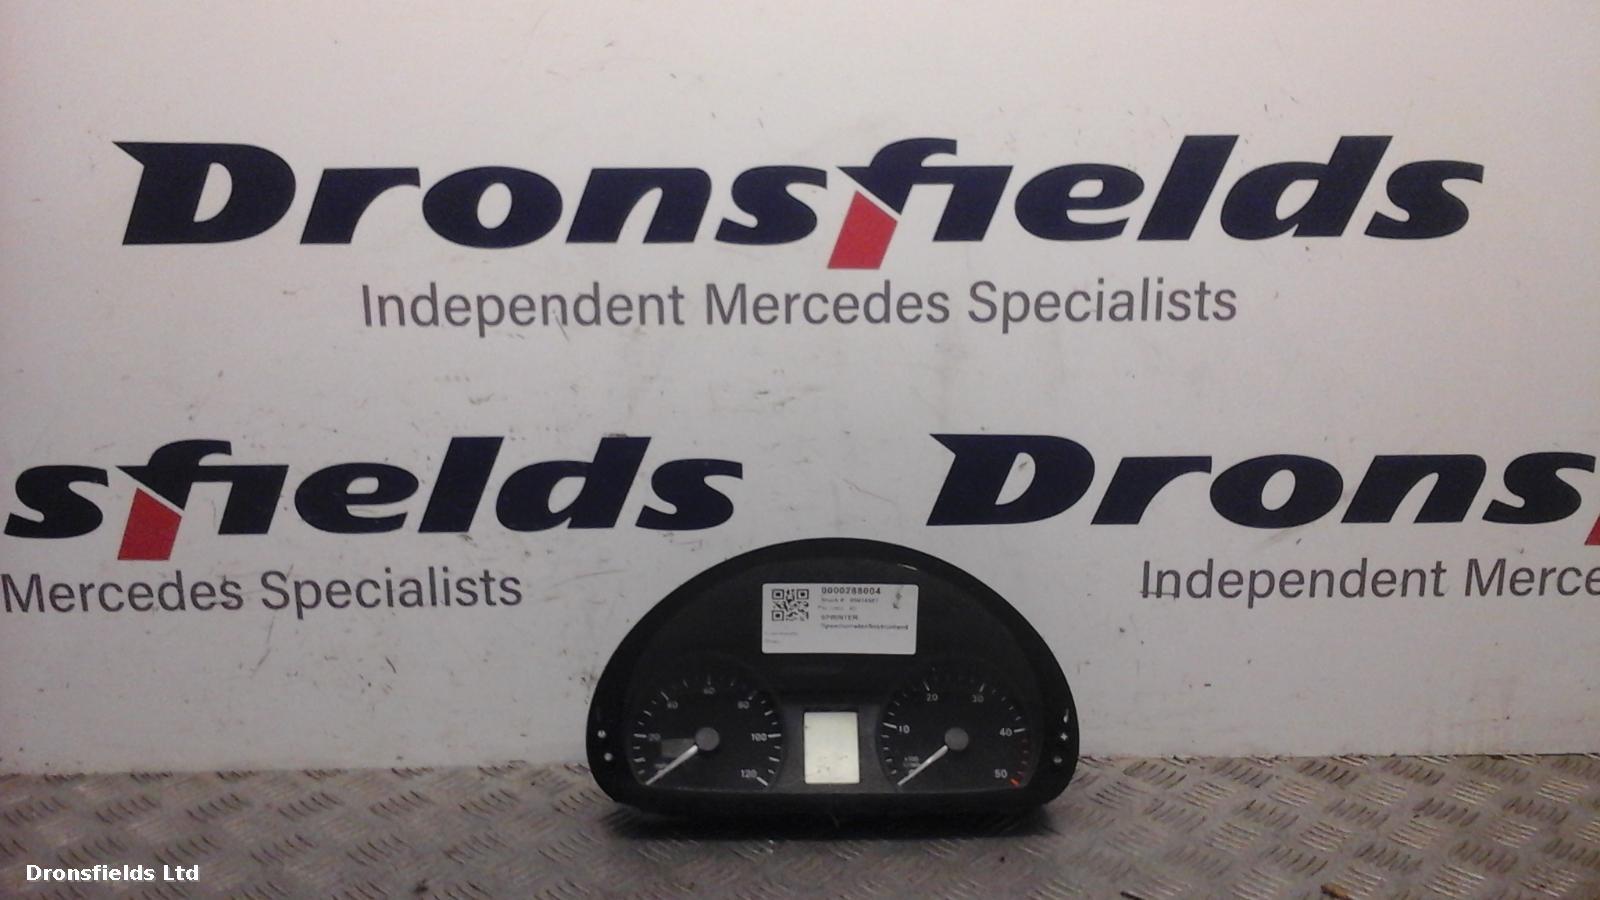 Dronsfields
Independent Mercedes Specialists
sfields
Drons
Mercedes Specialists
Independent Merce
0000288004
SPRINTER
20 40 60 80 100 120
10 20 30 40 50
x100
Dronsfields Ltd